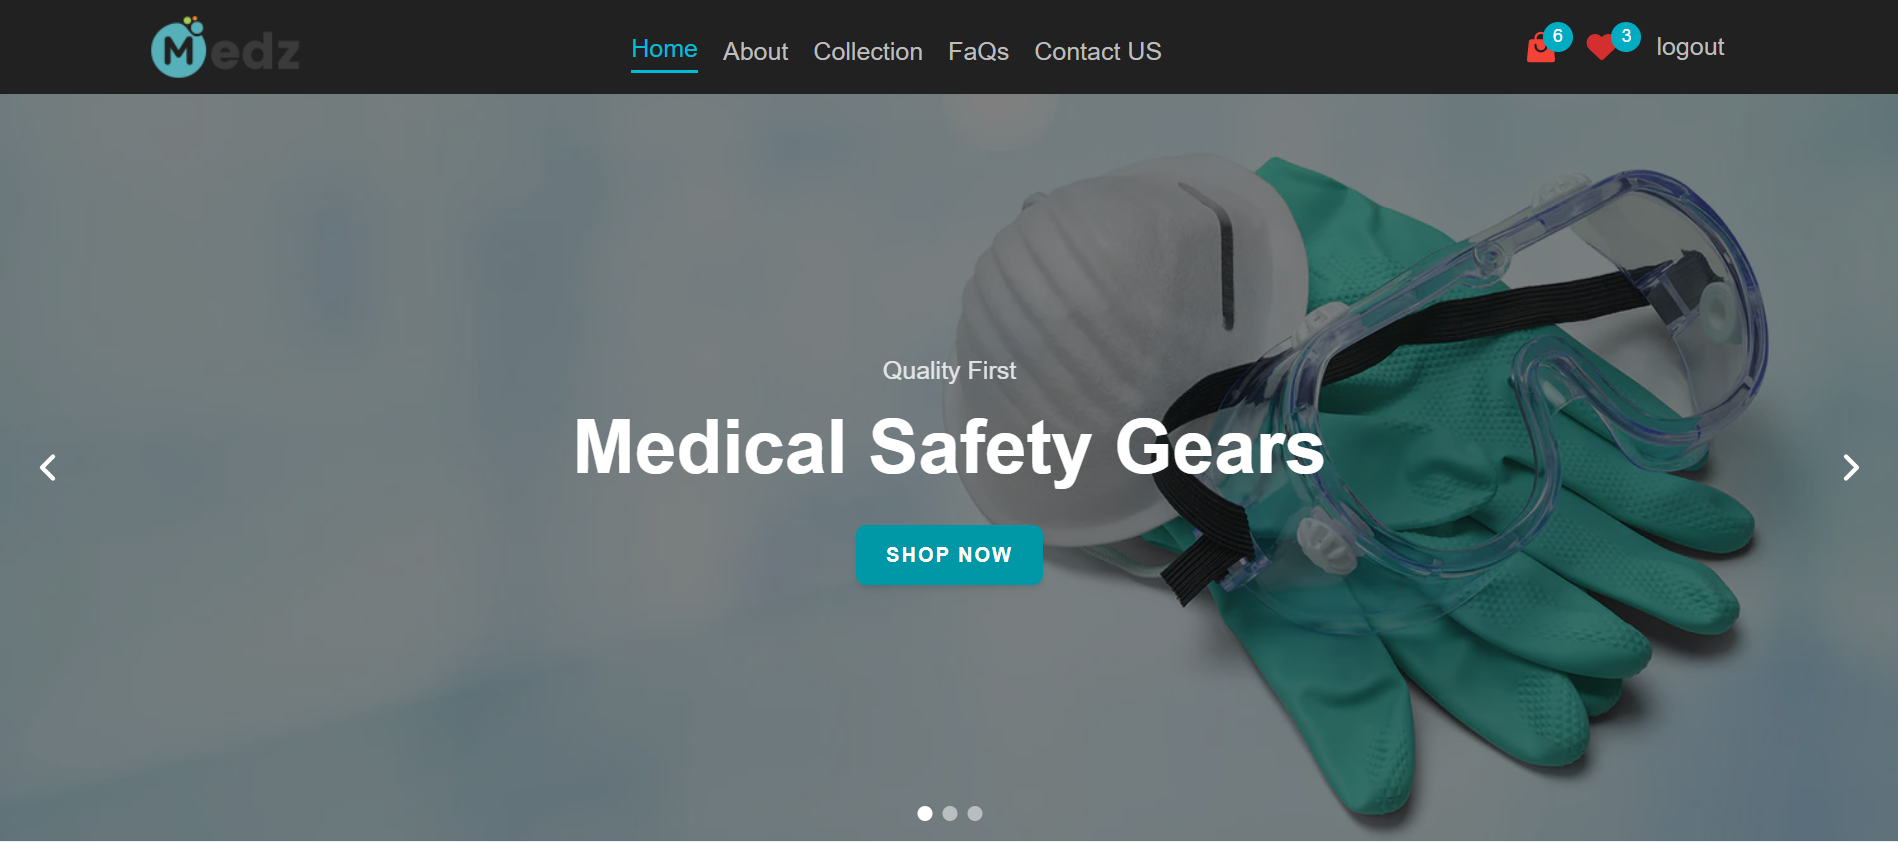 Medz
Home About Collection FaQs Contact US
6 3 logout
Quality First
Medical Safety Gears
SHOP NOW